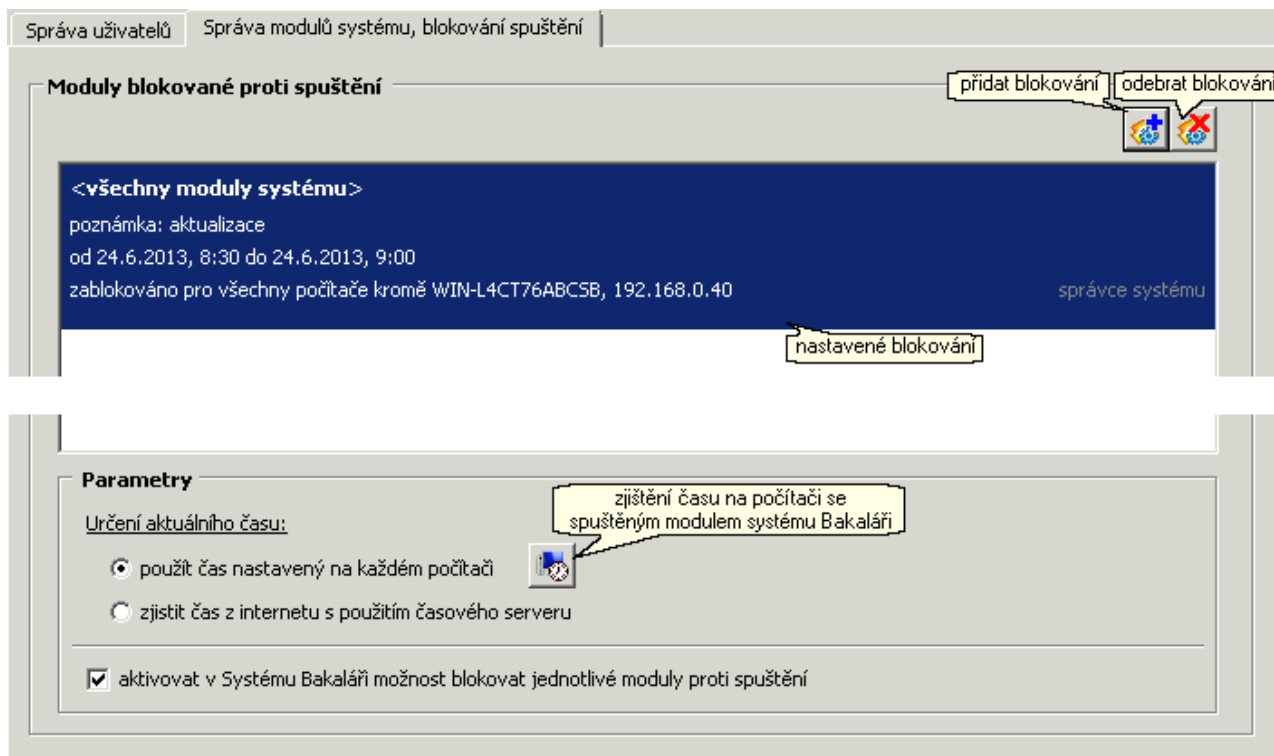 Správa uživatelů
Správa modulů systému, blokování spuštění
Moduly blokované proti spuštění
přidat blokování
odebrat blokování
<všechny moduly systému>
poznámka: aktualizace
od 24.6.2013, 8:30 do 24.6.2013, 9:00
zablokováno pro všechny počítače kromě WIN-L4CT76ABCSB, 192.168.0.40
správce systému
nastavené blokování
Parametry
zjištění času na počítači se
spuštěným modulem systému Bakaláři
Určení aktuálního času:
použít čas nastavený na každém počítači
zjistit čas z internetu s použitím časového serveru
aktivovat v Systému Bakaláři možnost blokovat jednotlivé moduly proti spuštění